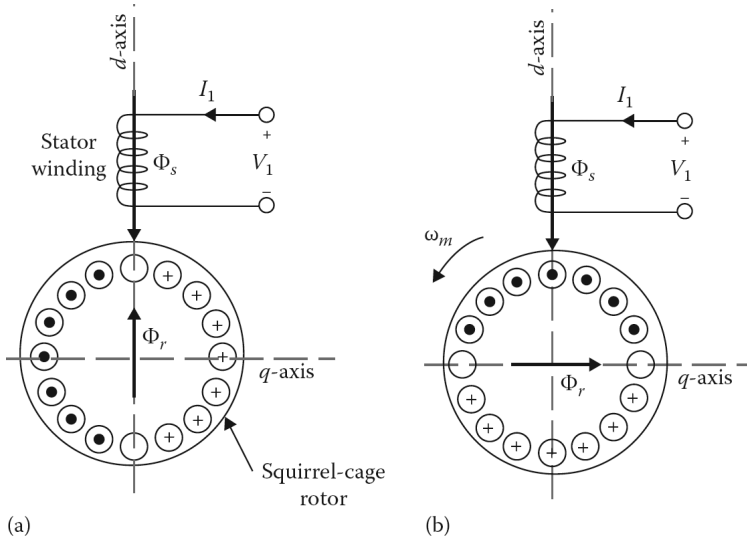 d-axis
I₁
Stator
winding
Φₛ
+
V₁
−
Φᵣ
q-axis
Squirrel-cage
rotor
(a)
d-axis
I₁
Φₛ
+
V₁
−
ωₘ
Φᵣ
q-axis
(b)